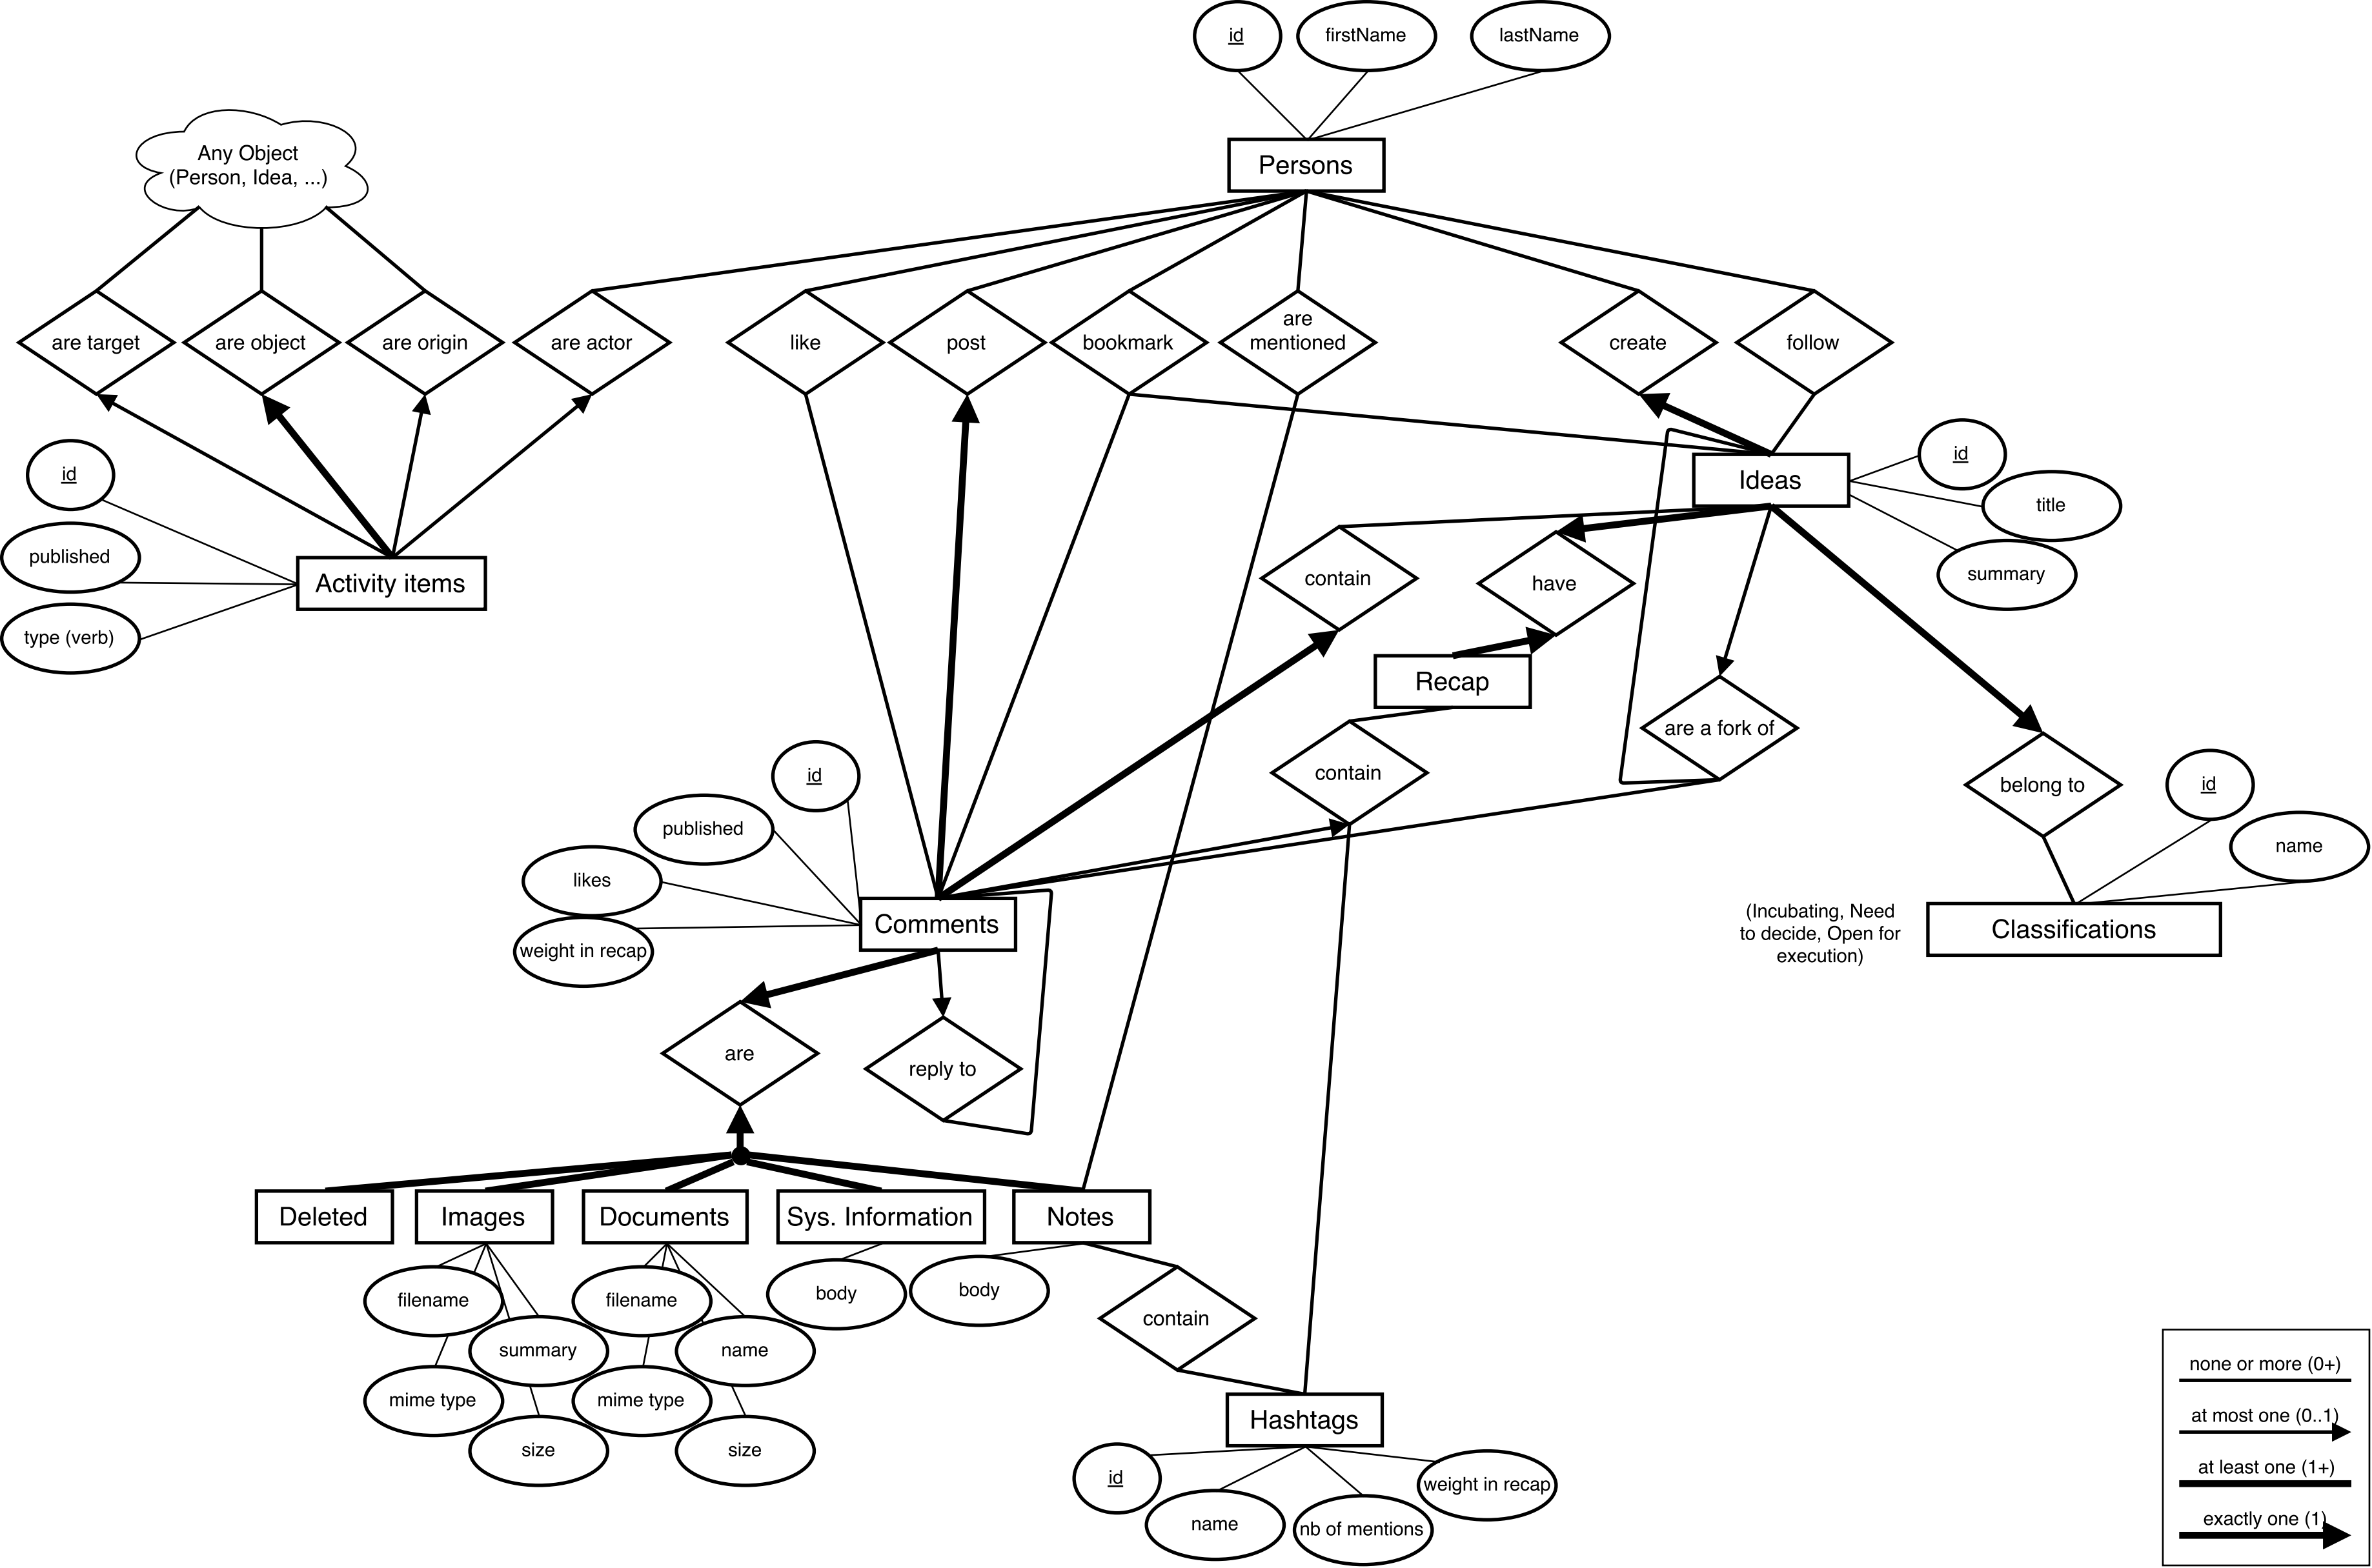 id
firstName
lastName
Persons
Any Object
(Person, Idea, ...)
are target
are object
are origin
are actor
like
post
bookmark
are
mentioned
create
follow
id
published
type (verb)
Activity items
Ideas
id
title
summary
contain
have
Recap
are a fork of
contain
belong to
id
name
(Incubating, Need
to decide, Open for
execution)
Classifications
id
published
likes
weight in recap
Comments
are
reply to
Deleted
Images
Documents
Sys. Information
Notes
filename
summary
mime type
size
filename
name
mime type
size
body
body
contain
Hashtags
id
name
nb of mentions
weight in recap
none or more (0+)
at most one (0..1)
at least one (1+)
exactly one (1)